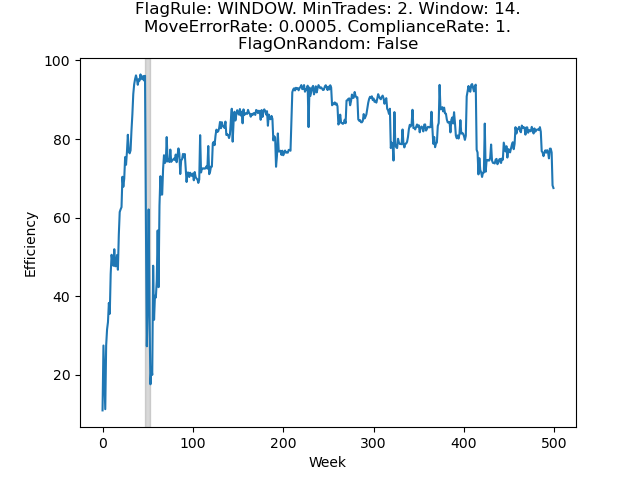 FlagRule: WINDOW. MinTrades: 2. Window: 14.
MoveErrorRate: 0.0005. ComplianceRate: 1.
FlagOnRandom: False
100
80
60
40
20
Efficiency
0 100 200 300 400 500
Week